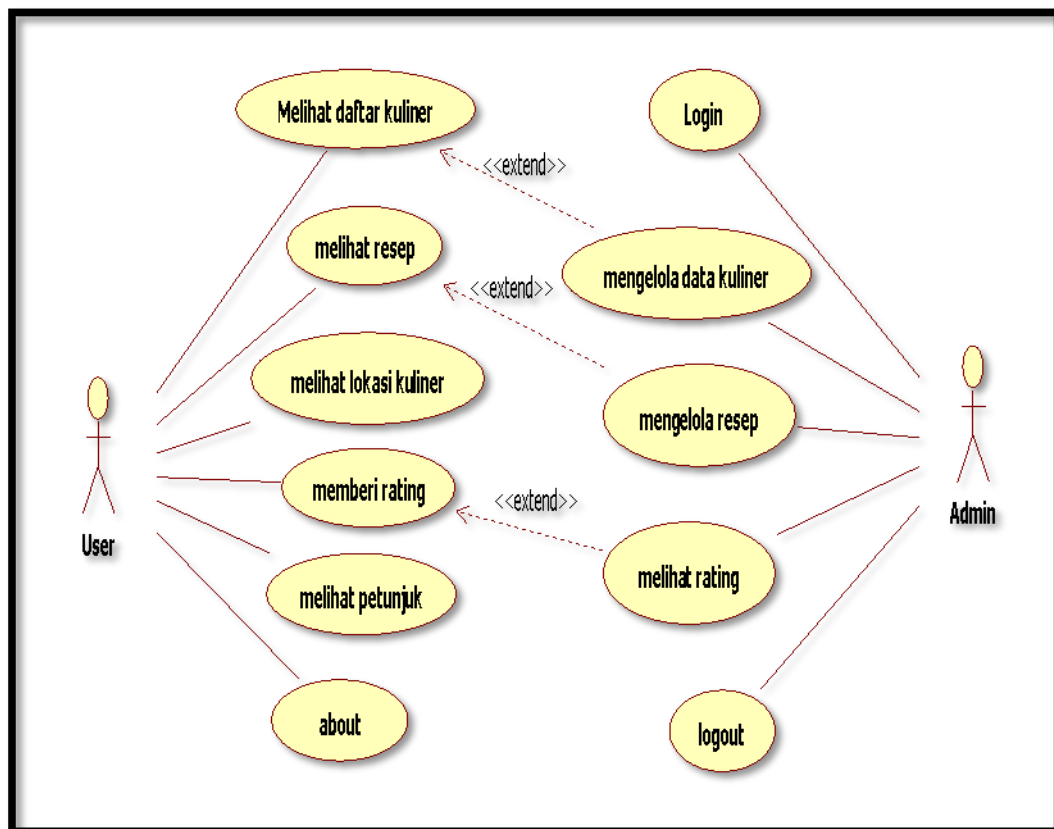 Melihat daftar kuliner
Login
<<extend>>
melihat resep
mengelola data kuliner
<<extend>>
melihat lokasi kuliner
mengelola resep
memberi rating
<<extend>>
User
Admin
melihat rating
melihat petunjuk
about
logout